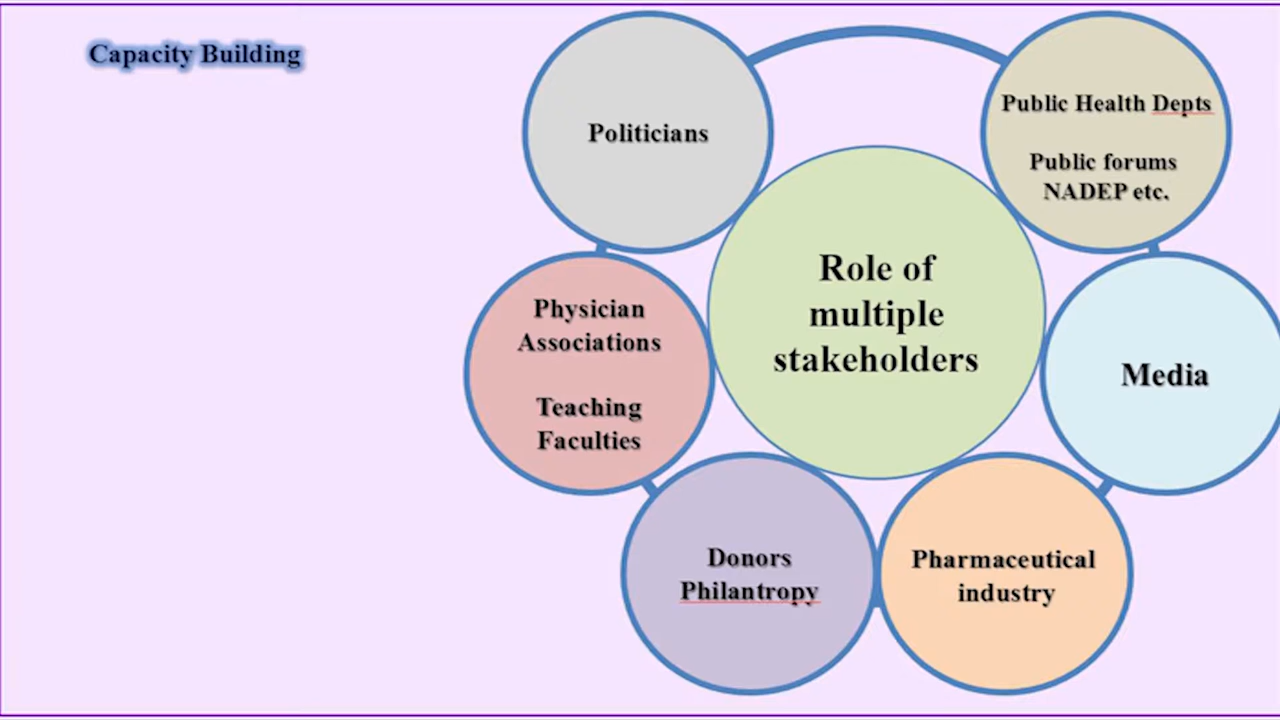 Capacity Building
Politicians
Public Health Depts
Public forums
NADEP etc.
Role of
multiple
stakeholders
Physician
Associations
Teaching
Faculties
Media
Donors
Philantropy
Pharmaceutical
industry